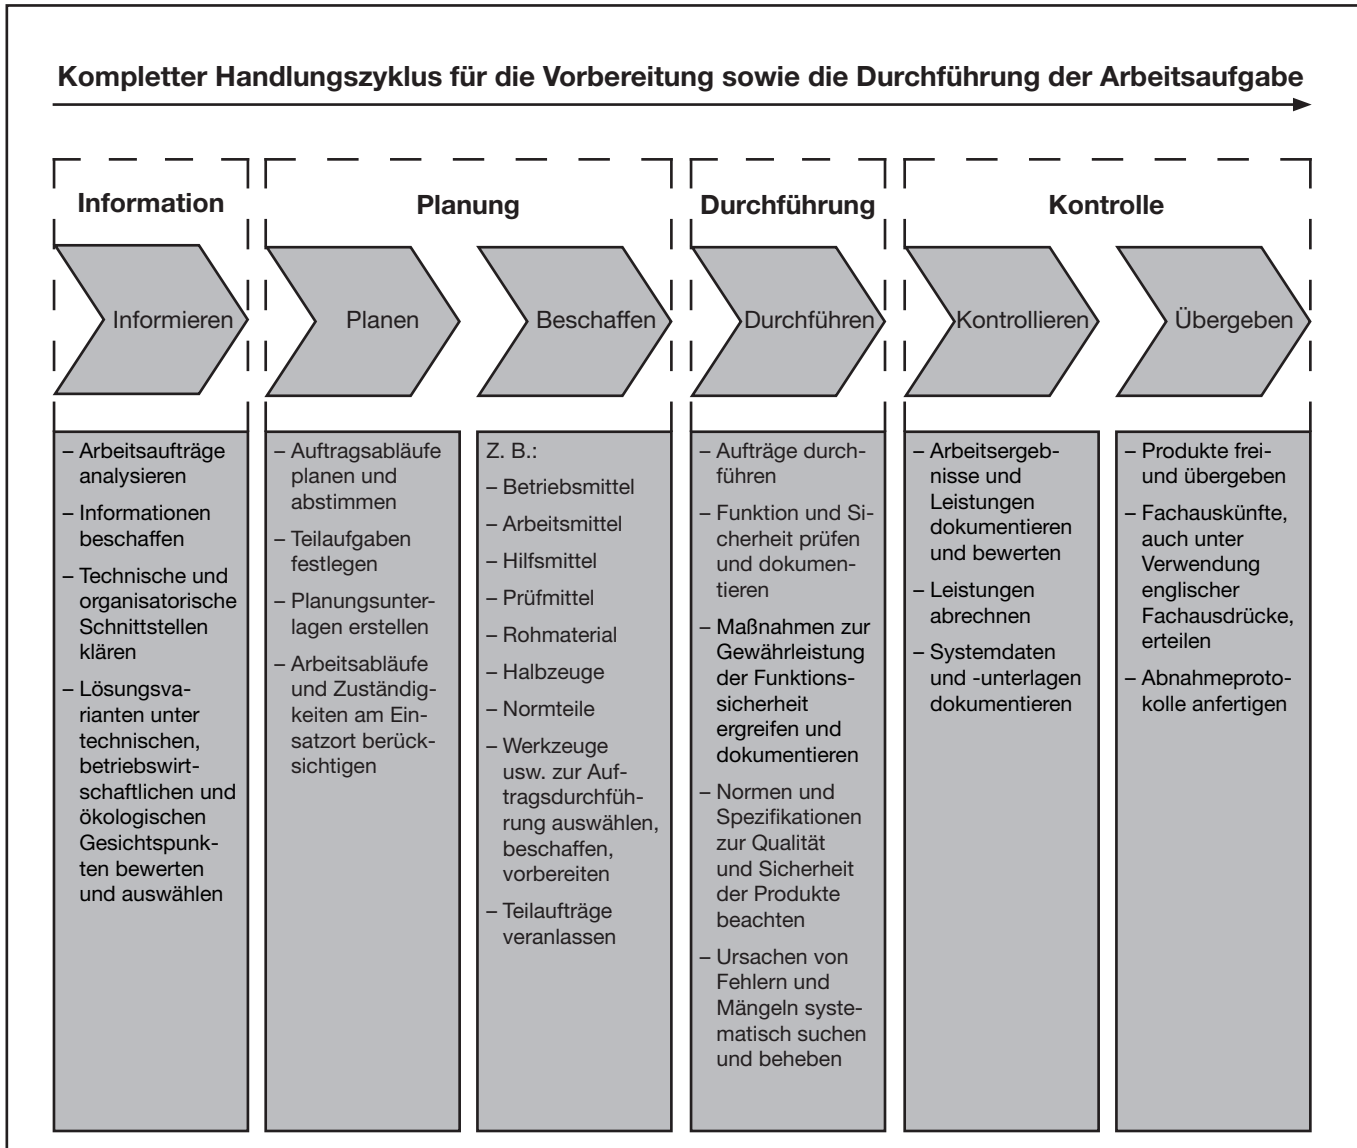 Kompletter Handlungszyklus für die Vorbereitung sowie die Durchführung der Arbeitsaufgabe
Information
Planung
Durchführung
Kontrolle
Informieren
Planen
Beschaffen
Durchführen
Kontrollieren
Übergeben
– Arbeitsaufträge
analysieren
– Informationen
beschaffen
– Technische und
organisatorische
Schnittstellen
klären
– Lösungsva-
rianten unter
technischen,
betriebswirt-
schaftlichen und
ökologischen
Gesichtspunk-
ten bewerten
und auswählen
– Auftragsabläufe
planen und
abstimmen
– Teilaufgaben
festlegen
– Planungsunter-
lagen erstellen
– Arbeitsabläufe
und Zuständig-
keiten am Ein-
satzort berück-
sichtigen
Z. B.:
– Betriebsmittel
– Arbeitsmittel
– Hilfsmittel
– Prüfmittel
– Rohmaterial
– Halbzeuge
– Normteile
– Werkzeuge
usw. zur Auf-
tragsdurchfüh-
rung auswählen,
beschaffen,
vorbereiten
– Teilaufträge
veranlassen
– Aufträge durch-
führen
– Funktion und Si-
cherheit prüfen
und dokumen-
tieren
– Maßnahmen zur
Gewährleistung
der Funktions-
sicherheit
ergreifen und
dokumentieren
– Normen und
Spezifikationen
zur Qualität
und Sicherheit
der Produkte
beachten
– Ursachen von
Fehlern und
Mängeln syste-
matisch suchen
und beheben
– Arbeitsergeb-
nisse und
Leistungen
dokumentieren
und bewerten
– Leistungen
abrechnen
– Systemdaten
und -unterlagen
dokumentieren
– Produkte frei-
und übergeben
– Fachauskünfte,
auch unter
Verwendung
englischer
Fachausdrücke,
erteilen
– Abnahmeproto-
kolle anfertigen